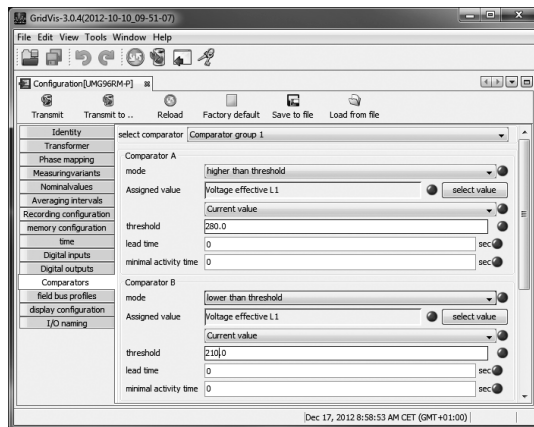 GridVis-3.0.4(2012-10-10_09-51-07)
File Edit View Tools Window Help
Configuration[UMG96RM-P]
Transmit Transmit to .. Reload Factory default Save to file Load from file
Identity
Transformer
Phase mapping
Measuringvariants
Nominalvalues
Averaging intervals
Recording configuration
memory configuration
time
Digital inputs
Digital outputs
Comparators
field bus profiles
display configuration
I/O naming
select comparator Comparator group 1
Comparator A
mode higher than threshold
Assigned value Voltage effective L1 select value
Current value
threshold 280.0
lead time 0 sec
minimal activity time 0 sec
Comparator B
mode lower than threshold
Assigned value Voltage effective L1 select value
Current value
threshold 210.0
lead time 0 sec
minimal activity time 0 sec
Dec 17, 2012 8:58:53 AM CET (GMT+01:00)